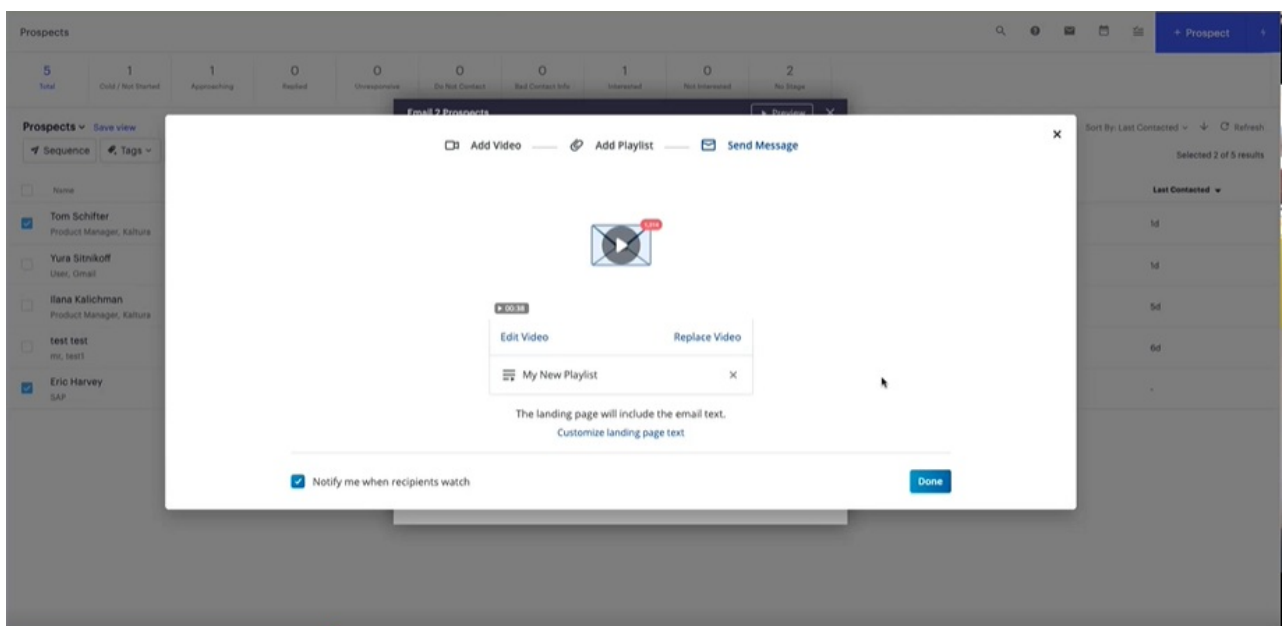 Prospects
+ Prospect
5 1 1 0 0 0 0 1 0 2
Total Cold / Not Started Approaching Replied Unresponsive Do Not Contact Bad Contact Info Interested Not Interested No Stage
Email 2 Prospects Preview
Prospects Save view
Sort By: Last Contacted Refresh
Add Video Add Playlist Send Message
Sequence Tags
Selected 2 of 5 results
Name
Last Contacted
Tom Schifter
Product Manager, Kaltura
1d
Yura Sitnikoff
User, Gmail
1d
Ilana Kalichman
Product Manager, Kaltura
5d
00:38
Edit Video Replace Video
test test
mr, test1
6d
My New Playlist
Eric Harvey
SAP
-
The landing page will include the email text.
Customize landing page text
Notify me when recipients watch
Done